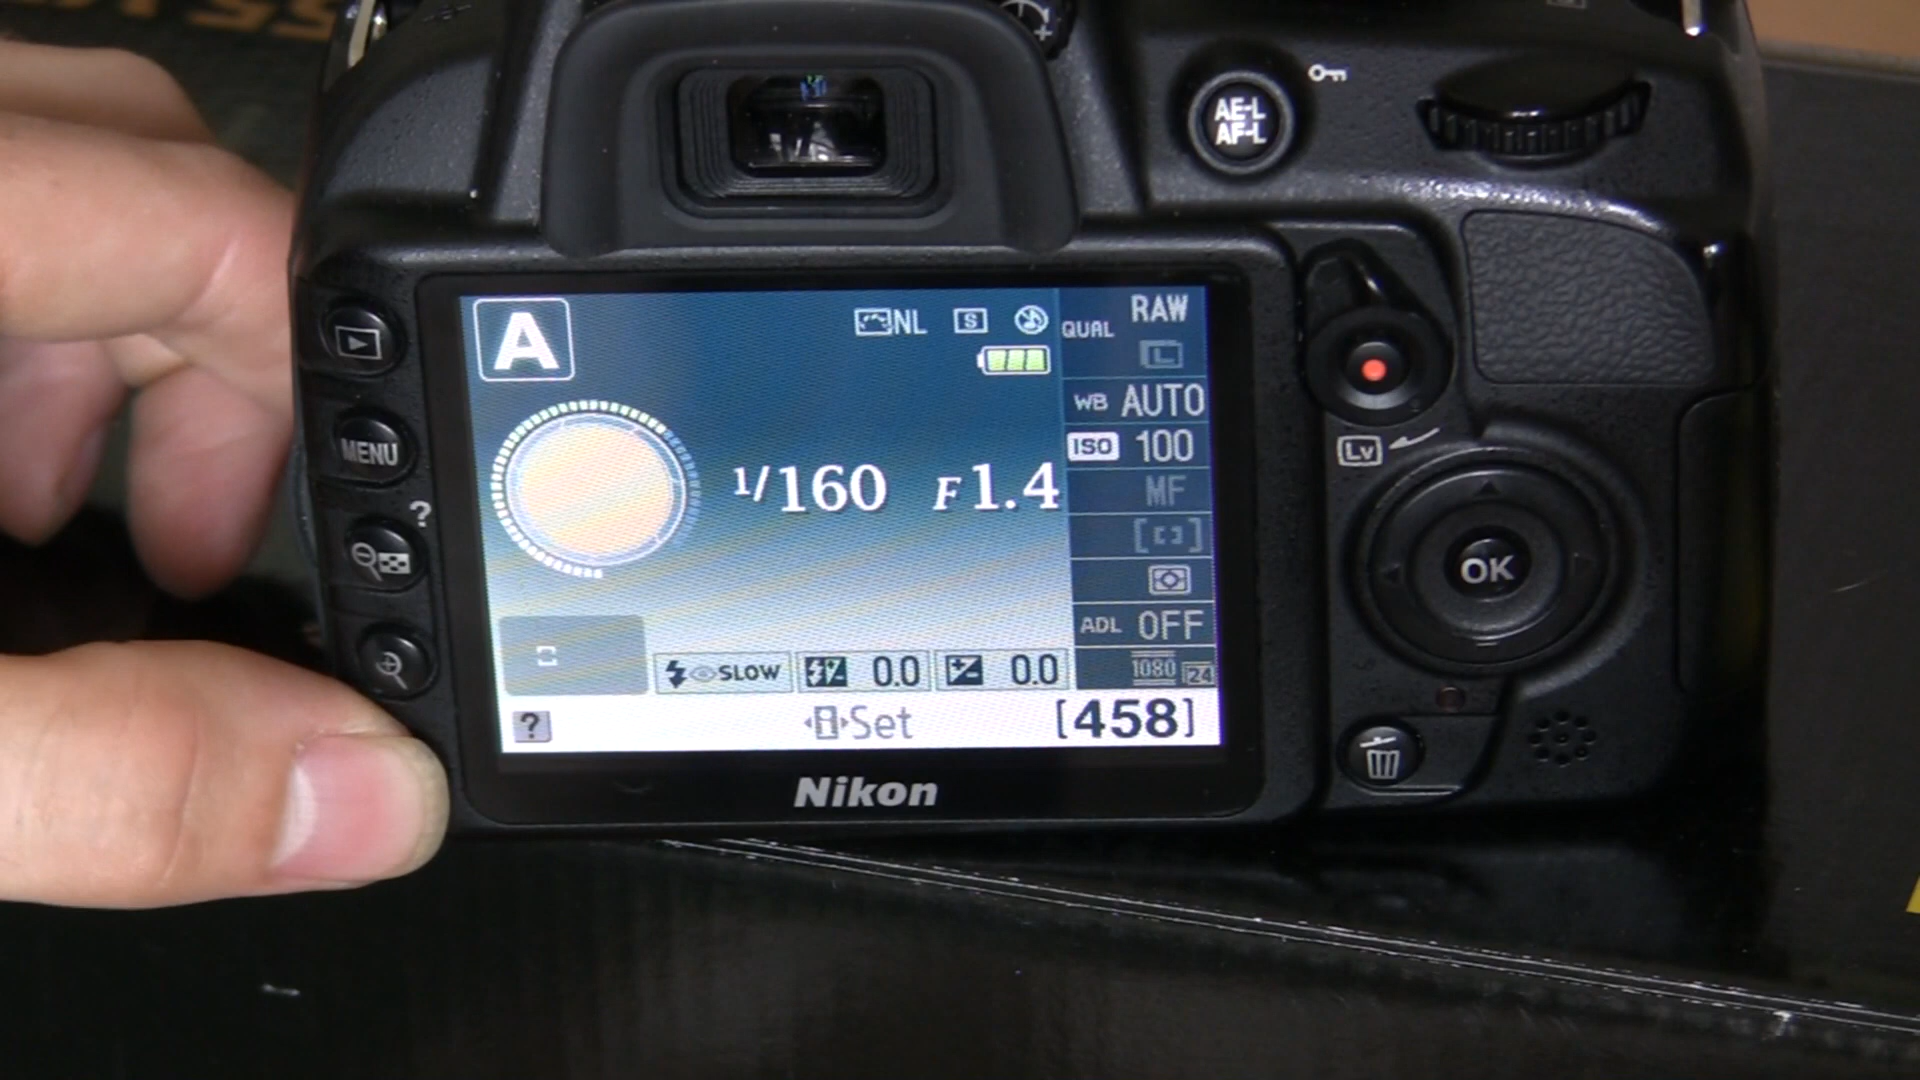 AE-L
AF-L
A
NL
S
QUAL
RAW
L
WB AUTO
ISO 100
MF
1/160 F1.4
ADL OFF
1080 24
SLOW
0.0
0.0
?
i Set
[458]
Nikon
MENU
?
Lv
OK